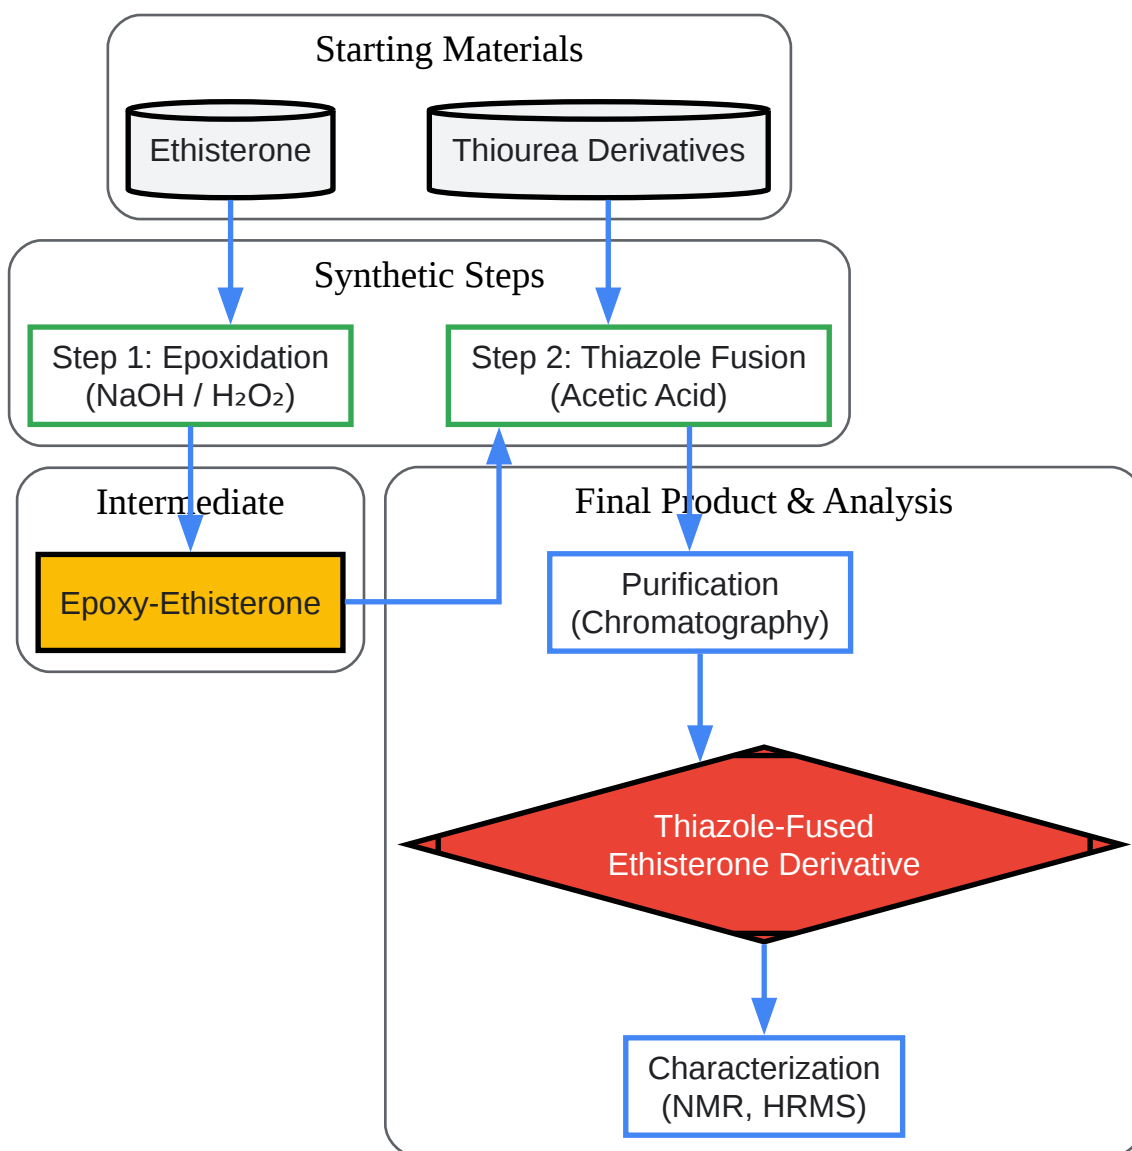 Starting Materials
Ethisterone
Thiourea Derivatives
Synthetic Steps
Step 1: Epoxidation
(NaOH / H₂O₂)
Step 2: Thiazole Fusion
(Acetic Acid)
Intermediate
Epoxy-Ethisterone
Final Product & Analysis
Purification
(Chromatography)
Thiazole-Fused
Ethisterone Derivative
Characterization
(NMR, HRMS)